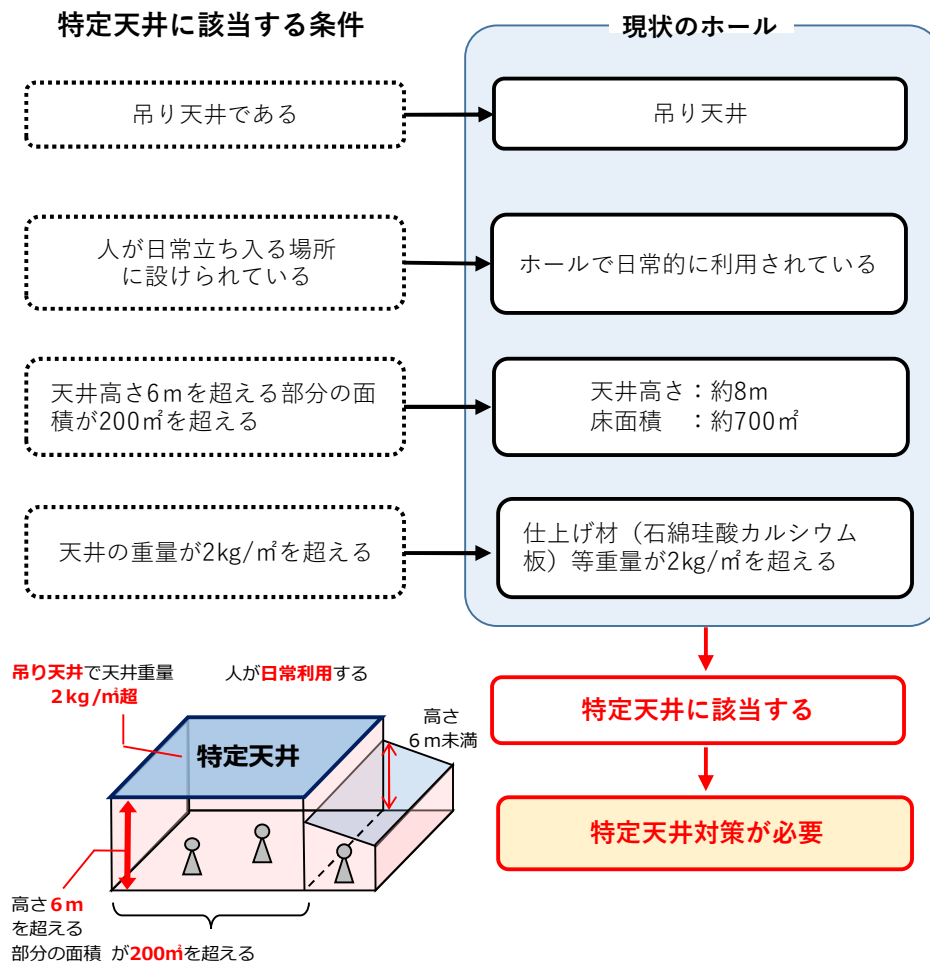 特定天井に該当する条件
現状のホール
吊り天井である
吊り天井
人が日常立ち入る場所
に設けられている
ホールで日常的に利用されている
天井高さ6ｍを超える部分の面
積が200㎡を超える
天井高さ：約8ｍ
床面積　：約700㎡
天井の重量が2kg/㎡を超える
仕上げ材（石綿珪酸カルシウム
板）等重量が2kg/㎡を超える
特定天井に該当する
特定天井対策が必要
吊り天井で天井重量
２kg/㎡超
人が日常利用する
高さ
６ｍ未満
特定天井
高さ６ｍ
を超える
部分の面積 が200㎡を超える